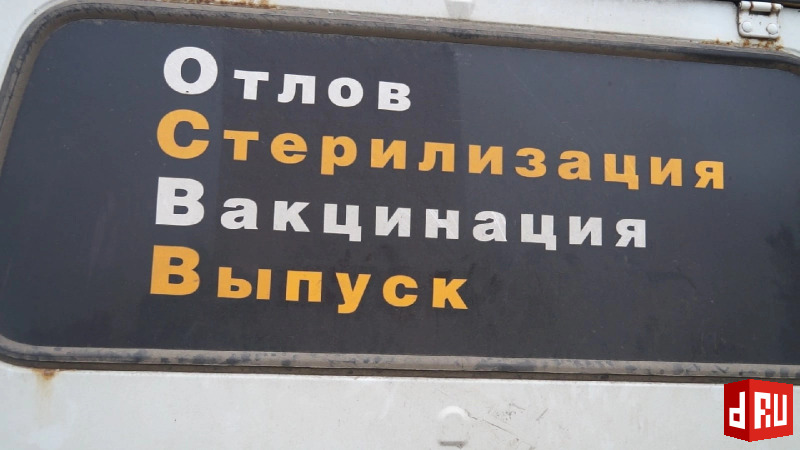 Отлов
Стерилизация
Вакцинация
Выпуск
dRU